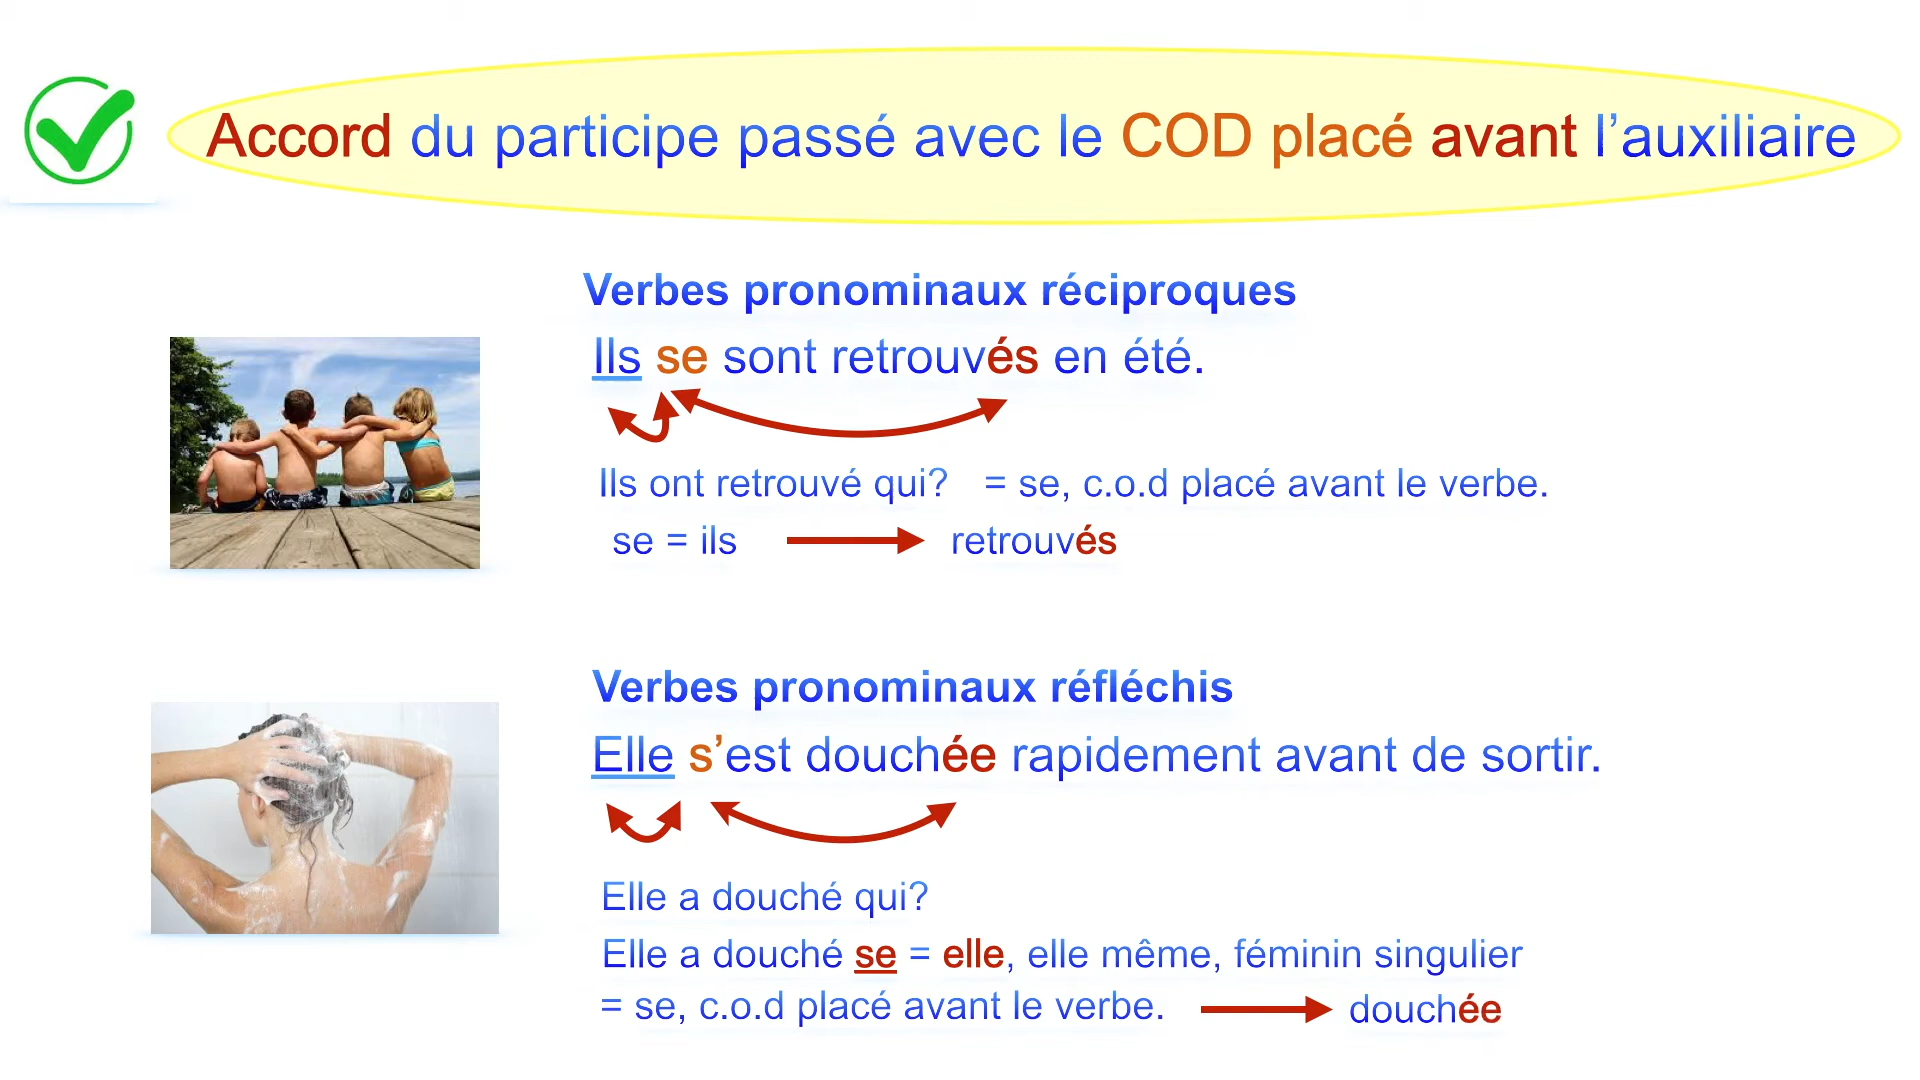 Accord du participe passé avec le COD placé avant l’auxiliaire
Verbes pronominaux réciproques
Ils se sont retrouvés en été.
Ils ont retrouvé qui? = se, c.o.d placé avant le verbe.
se = ils retrouvés
Verbes pronominaux réfléchis
Elle s’est douchée rapidement avant de sortir.
Elle a douché qui?
Elle a douché se = elle, elle même, féminin singulier
= se, c.o.d placé avant le verbe. douchée